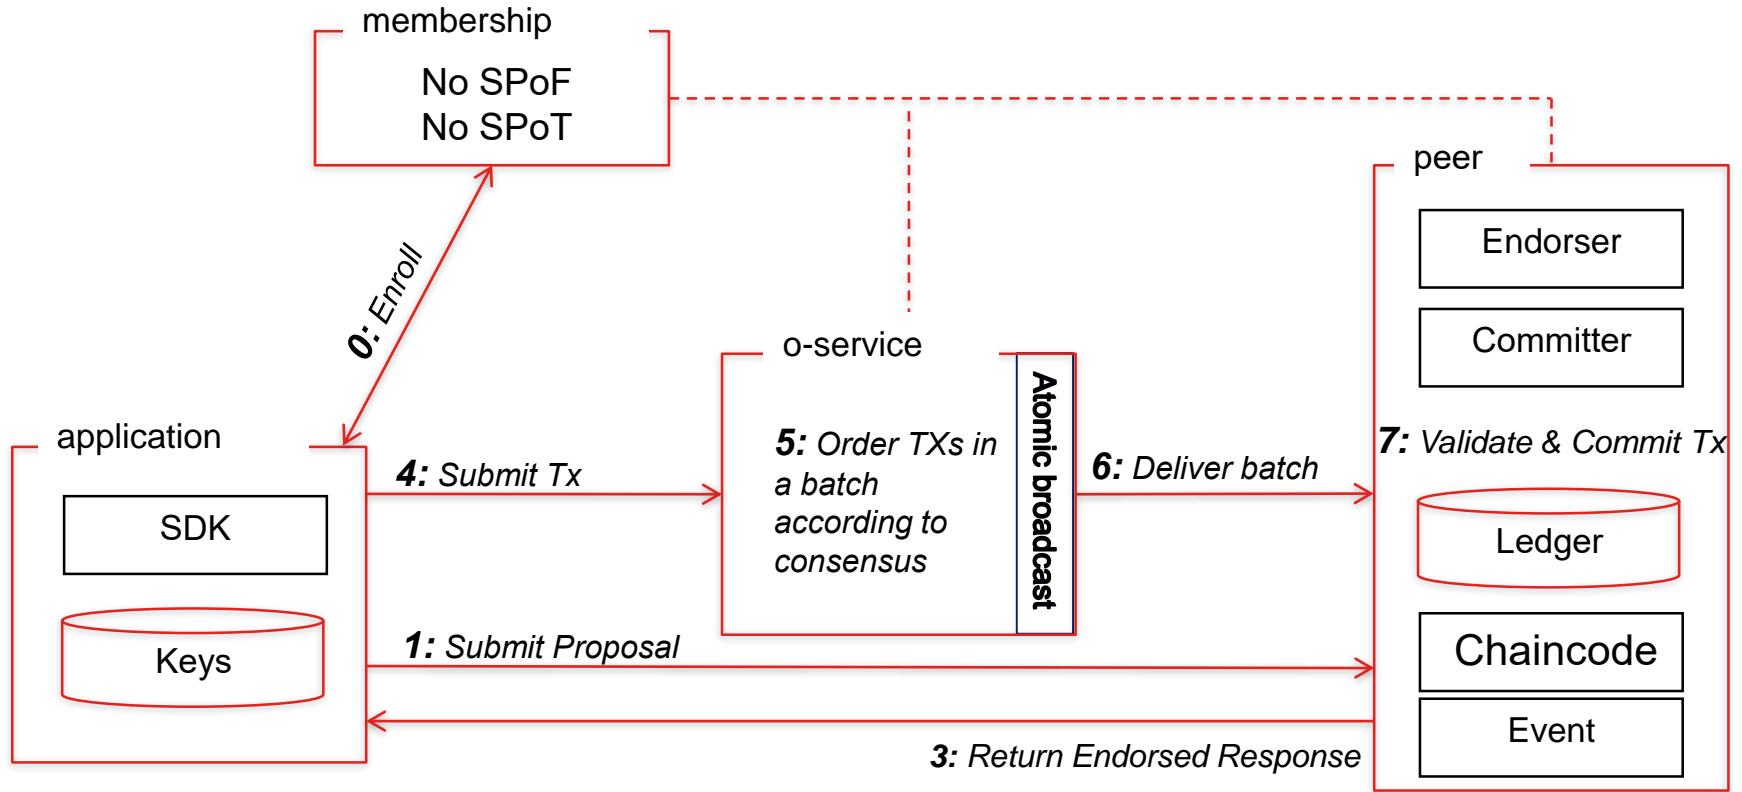 membership
No SPoF
No SPoT
0: Enroll
peer
Endorser
Committer
7: Validate & Commit Tx
Ledger
Chaincode
Event
o-service
5: Order TXs in
a batch
according to
consensus
Atomic broadcast
6: Deliver batch
application
SDK
Keys
4: Submit Tx
1: Submit Proposal
3: Return Endorsed Response